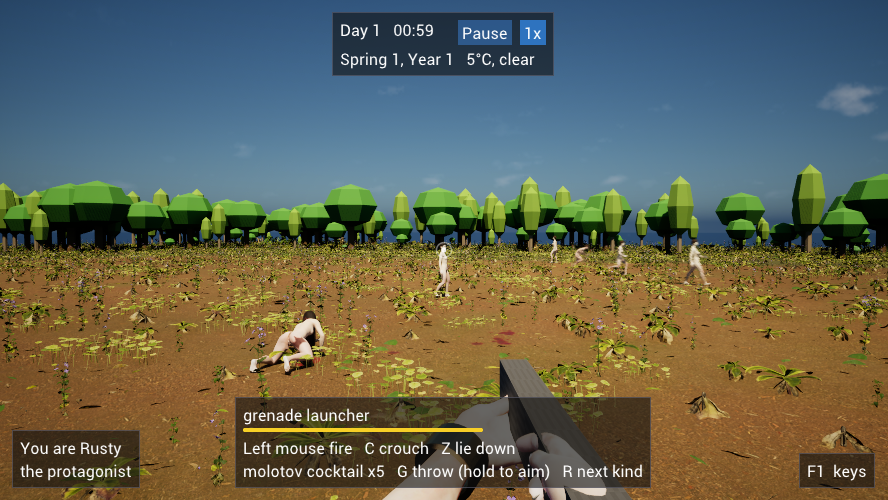 Day 1 00:59 Pause 1x
Spring 1, Year 1 5°C, clear
grenade launcher
Left mouse fire C crouch Z lie down
molotov cocktail x5 G throw (hold to aim) R next kind
You are Rusty
the protagonist
F1 keys